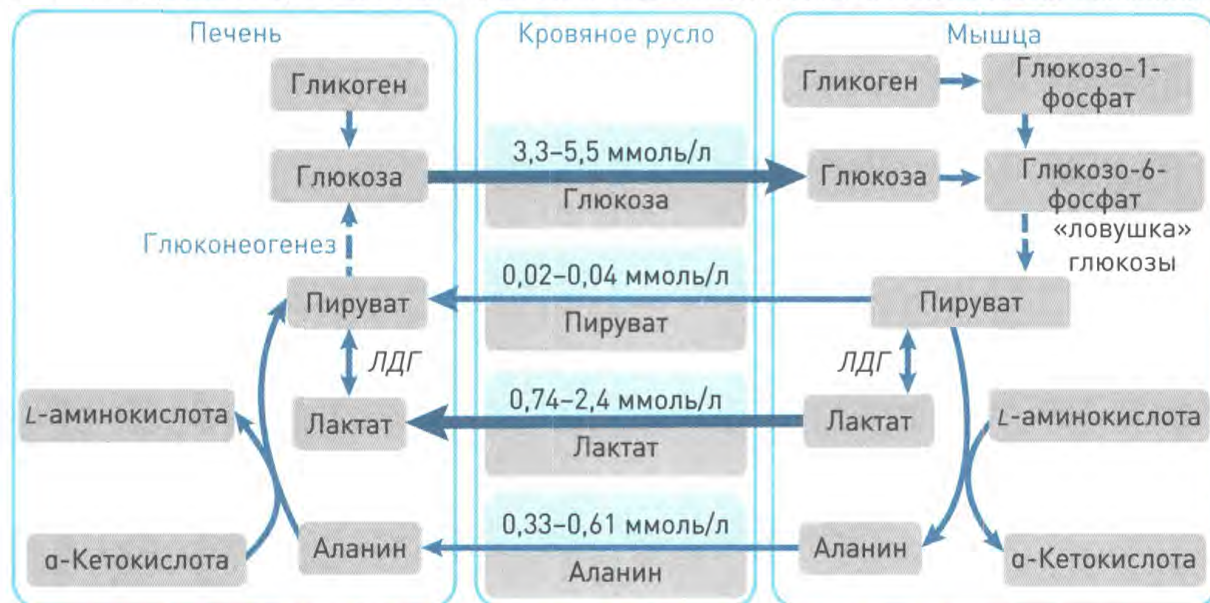 Печень
Кровяное русло
Мышца
Гликоген
Гликоген
Глюкозо-1-
фосфат
3,3–5,5 ммоль/л
Глюкоза
Глюкоза
Глюкоза
Глюкозо-6-
фосфат
Глюконеогенез
«ловушка»
глюкозы
0,02–0,04 ммоль/л
Пируват
Пируват
Пируват
ЛДГ
ЛДГ
0,74–2,4 ммоль/л
L-аминокислота
Лактат
Лактат
Лактат
L-аминокислота
0,33–0,61 ммоль/л
α-Кетокислота
Аланин
Аланин
Аланин
α-Кетокислота